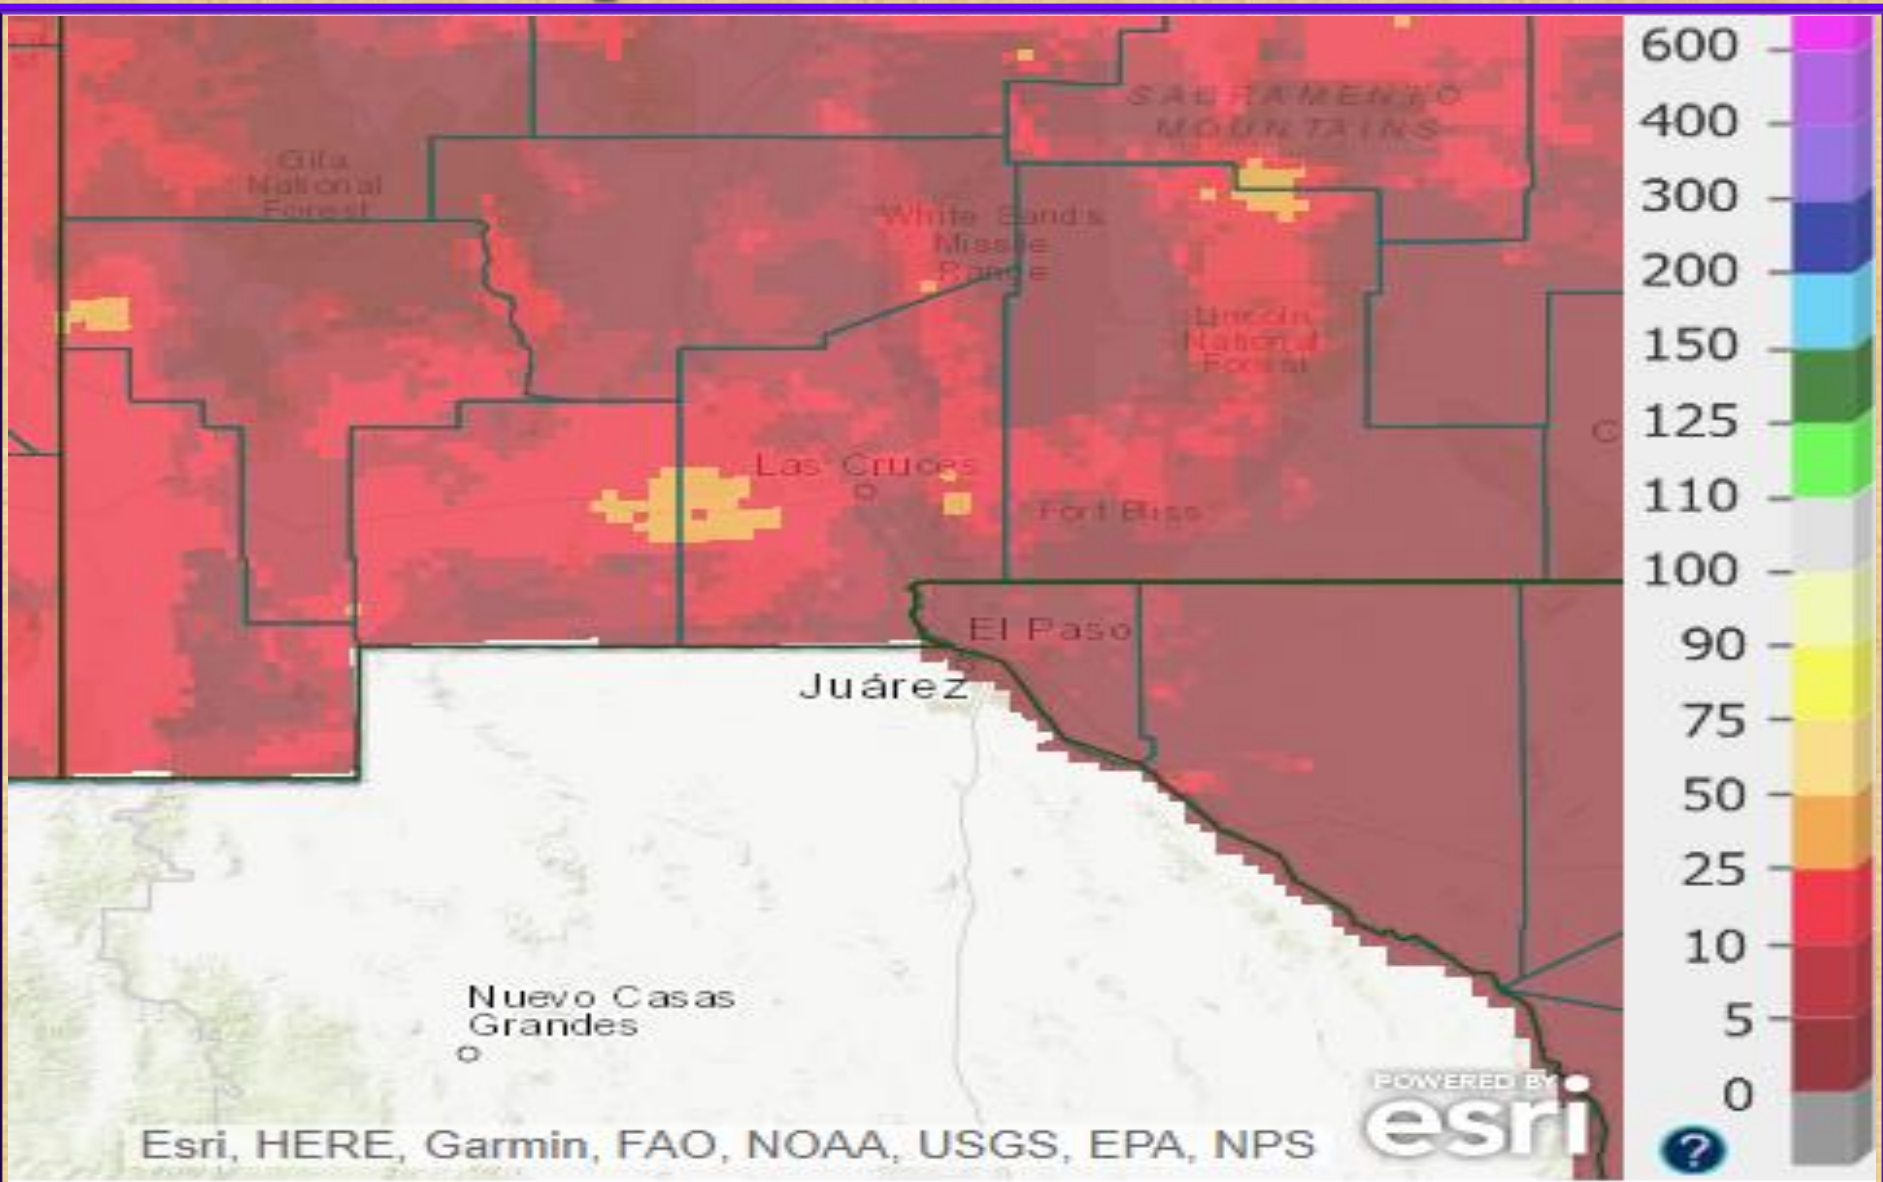 SACRAMENTO
MOUNTAINS
Gila
National
Forest
White Sands
Missile
Range
Lincoln
National
Forest
Las Cruces
C
Fort Bliss
El Paso
Juárez
Nuevo Casas
Grandes
POWERED BY
esri
Esri, HERE, Garmin, FAO, NOAA, USGS, EPA, NPS
600
400
300
200
150
125
110
100
90
75
50
25
10
5
0
?